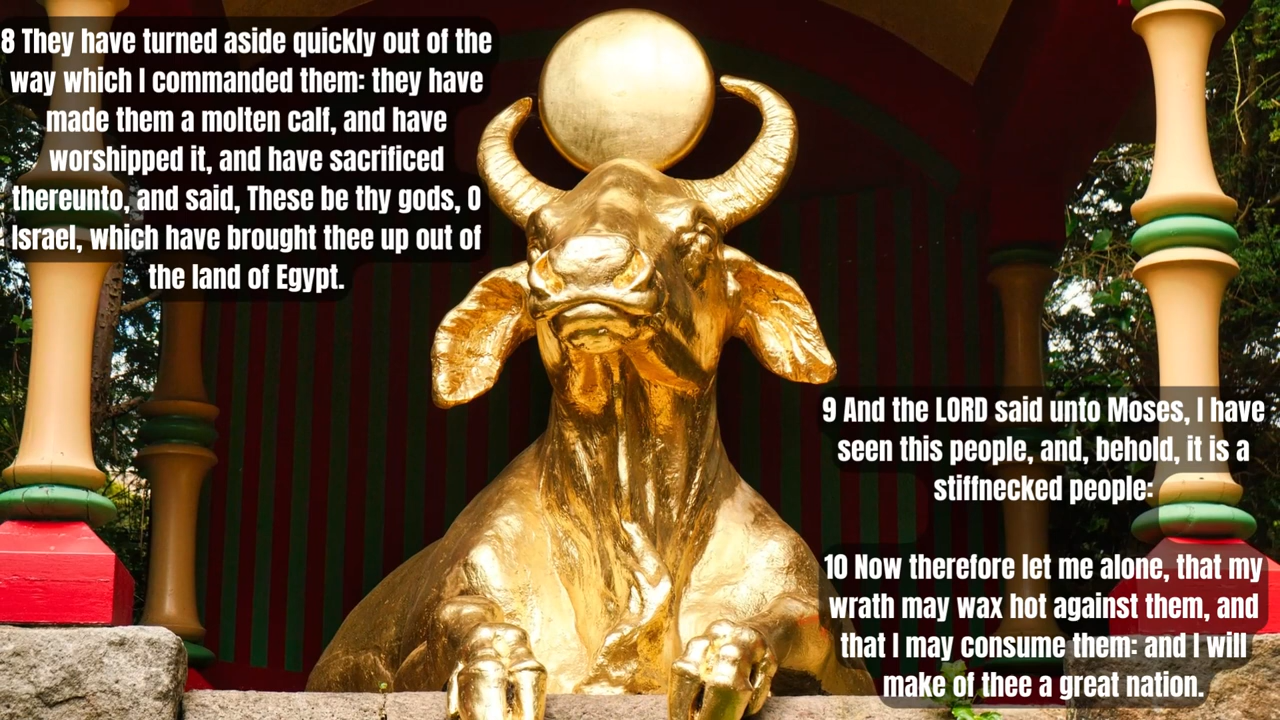 8 They have turned aside quickly out of the
way which I commanded them: they have
made them a molten calf, and have
worshipped it, and have sacrificed
thereunto, and said, These be thy gods, O
Israel, which have brought thee up out of
the land of Egypt.
9 And the LORD said unto Moses, I have
seen this people, and, behold, it is a
stiffnecked people:
10 Now therefore let me alone, that my
wrath may wax hot against them, and
that I may consume them: and I will
make of thee a great nation.